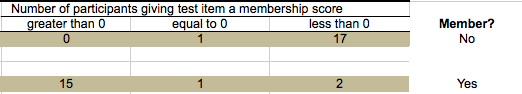 Number of participants giving test item a membership score
greater than 0 equal to 0 less than 0 Member?
0 1 17 No
15 1 2 Yes